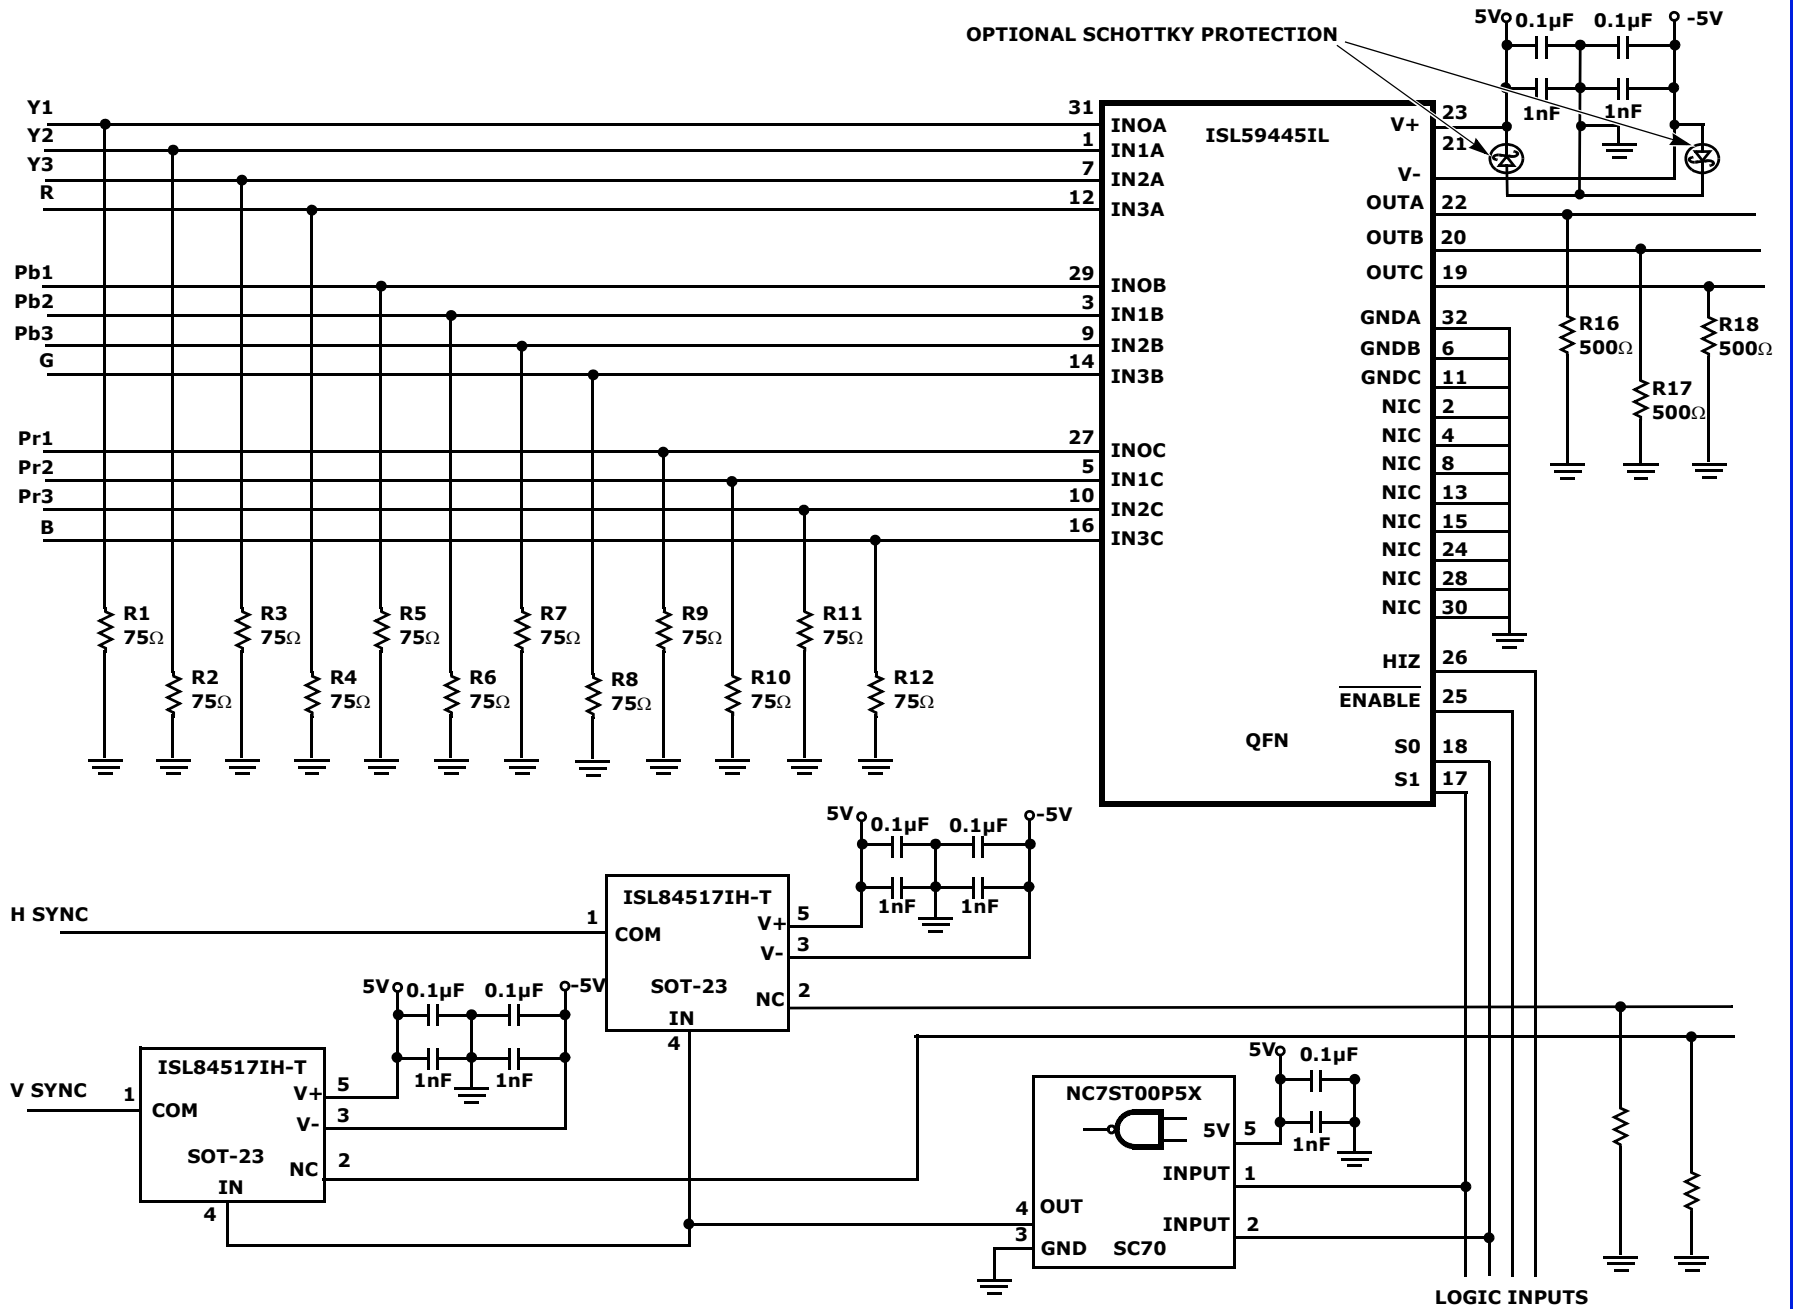 OPTIONAL SCHOTTKY PROTECTION
5V 0.1µF 0.1µF -5V
1nF 1nF
Y1
Y2
Y3
R
Pb1
Pb2
Pb3
G
Pr1
Pr2
Pr3
B
31 INOA
1 IN1A
7 IN2A
12 IN3A
29 INOB
3 IN1B
9 IN2B
14 IN3B
27 INOC
5 IN1C
10 IN2C
16 IN3C
ISL59445IL
QFN
V+ 23
V- 21
OUTA 22
OUTB 20
OUTC 19
GNDA 32
GNDB 6
GNDC 11
NIC 2
NIC 4
NIC 8
NIC 13
NIC 15
NIC 24
NIC 28
NIC 30
HIZ 26
ENABLE 25
S0 18
S1 17
R16
500Ω
R17
500Ω
R18
500Ω
R1
75Ω
R2
75Ω
R3
75Ω
R4
75Ω
R5
75Ω
R6
75Ω
R7
75Ω
R8
75Ω
R9
75Ω
R10
75Ω
R11
75Ω
R12
75Ω
5V 0.1µF 0.1µF -5V
1nF 1nF
H SYNC
ISL84517IH-T
1 COM
V+ 5
V- 3
SOT-23
NC 2
IN
4
5V 0.1µF 0.1µF -5V
1nF 1nF
V SYNC
ISL84517IH-T
1 COM
V+ 5
V- 3
SOT-23
NC 2
IN
4
5V 0.1µF
1nF
NC7ST00P5X
5V 5
INPUT 1
4 OUT
INPUT 2
3 GND
SC70
LOGIC INPUTS